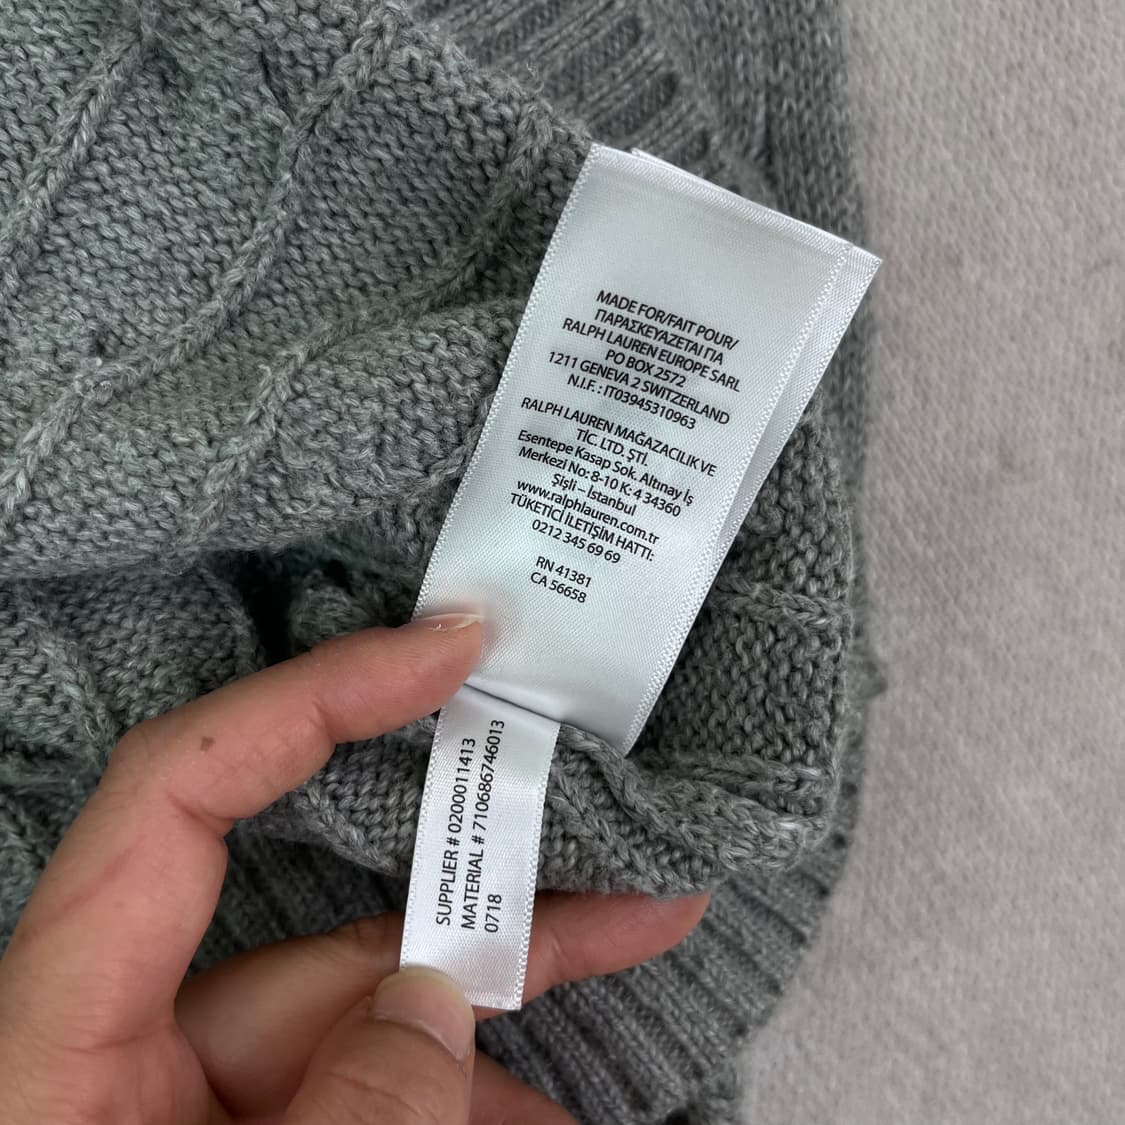 MADE FOR/FAIT POUR/
ΠΑΡΑΣΚΕΥΑΖΕΤΑΙ ΓΙΑ
RALPH LAUREN EUROPE SARL
PO BOX 2572
1211 GENEVA 2 SWITZERLAND
N.I.F. : IT03945310963
RALPH LAUREN MAĞAZACILIK VE
TİC. LTD. ŞTİ.
Esentepe Kasap Sok. Altınay İş
Merkezi No: 8-10 K: 4 34360
Şişli – İstanbul
www.ralphlauren.com.tr
TÜKETİCİ İLETİŞİM HATTI:
0212 345 69 69
RN 41381
CA 56658
SUPPLIER # 0200011413
MATERIAL # 710686746013
0718